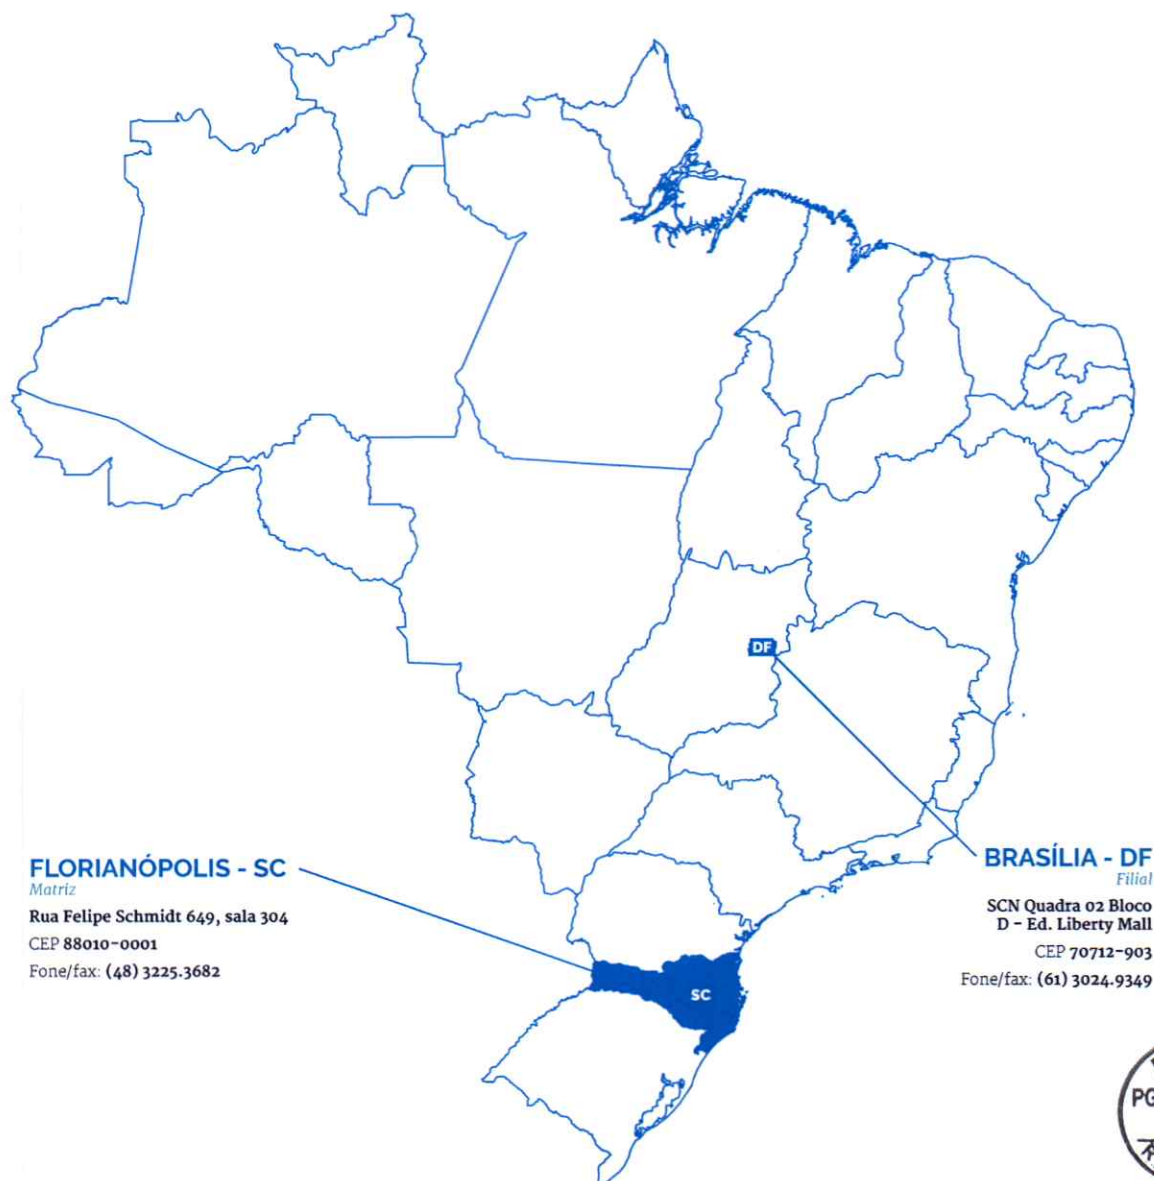 DF
FLORIANÓPOLIS - SC
Matriz
Rua Felipe Schmidt 649, sala 304
CEP 88010-0001
Fone/fax: (48) 3225.3682
BRASÍLIA - DF
Filial
SCN Quadra 02 Bloco
D - Ed. Liberty Mall
CEP 70712-903
Fone/fax: (61) 3024.9349
SC
PG